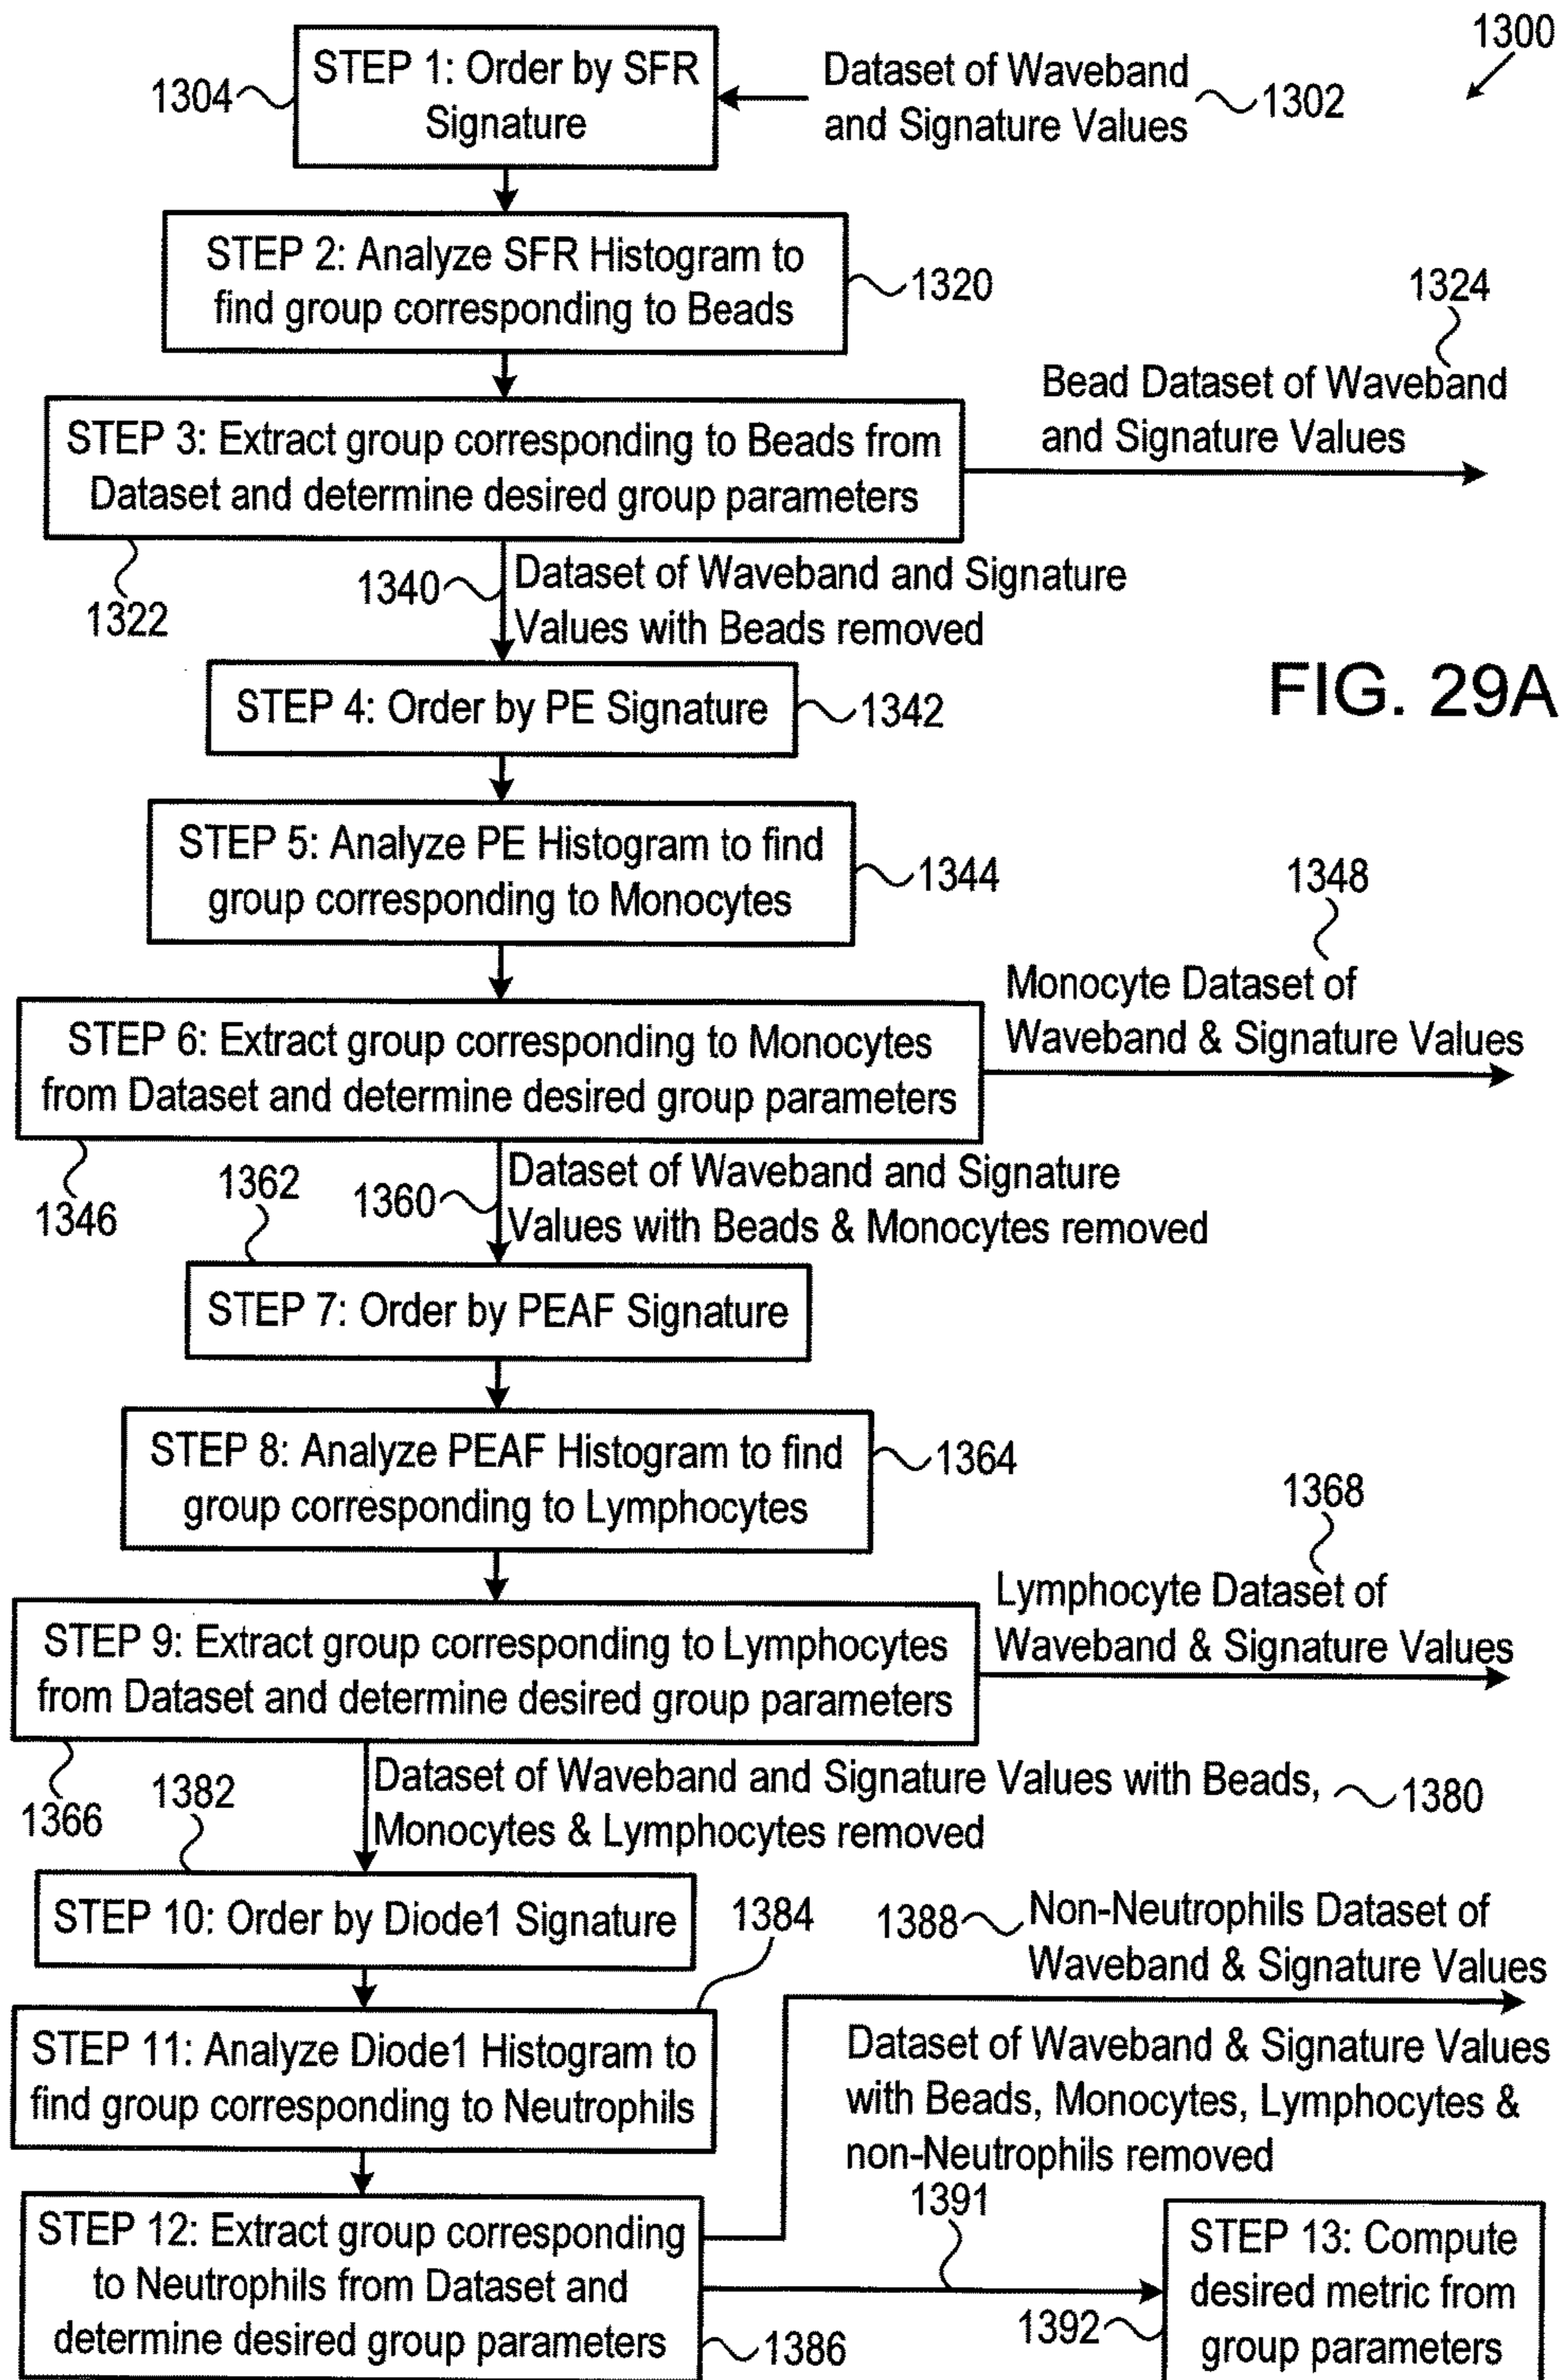 1300
STEP 1: Order by SFR
Signature
1304
Dataset of Waveband
and Signature Values
1302
STEP 2: Analyze SFR Histogram to
find group corresponding to Beads
1320
1324
Bead Dataset of Waveband
and Signature Values
STEP 3: Extract group corresponding to Beads from
Dataset and determine desired group parameters
1322
1340
Dataset of Waveband and Signature
Values with Beads removed
FIG. 29A
STEP 4: Order by PE Signature
1342
STEP 5: Analyze PE Histogram to find
group corresponding to Monocytes
1344
1348
Monocyte Dataset of
Waveband & Signature Values
STEP 6: Extract group corresponding to Monocytes
from Dataset and determine desired group parameters
1346
1362
1360
Dataset of Waveband and Signature
Values with Beads & Monocytes removed
STEP 7: Order by PEAF Signature
STEP 8: Analyze PEAF Histogram to find
group corresponding to Lymphocytes
1364
1368
Lymphocyte Dataset of
Waveband & Signature Values
STEP 9: Extract group corresponding to Lymphocytes
from Dataset and determine desired group parameters
1366
1382
Dataset of Waveband and Signature Values with Beads,
Monocytes & Lymphocytes removed
1380
STEP 10: Order by Diode1 Signature
1384
1388
Non-Neutrophils Dataset of
Waveband & Signature Values
STEP 11: Analyze Diode1 Histogram to
find group corresponding to Neutrophils
Dataset of Waveband & Signature Values
with Beads, Monocytes, Lymphocytes &
non-Neutrophils removed
1391
STEP 12: Extract group corresponding
to Neutrophils from Dataset and
determine desired group parameters
1386
1392
STEP 13: Compute
desired metric from
group parameters